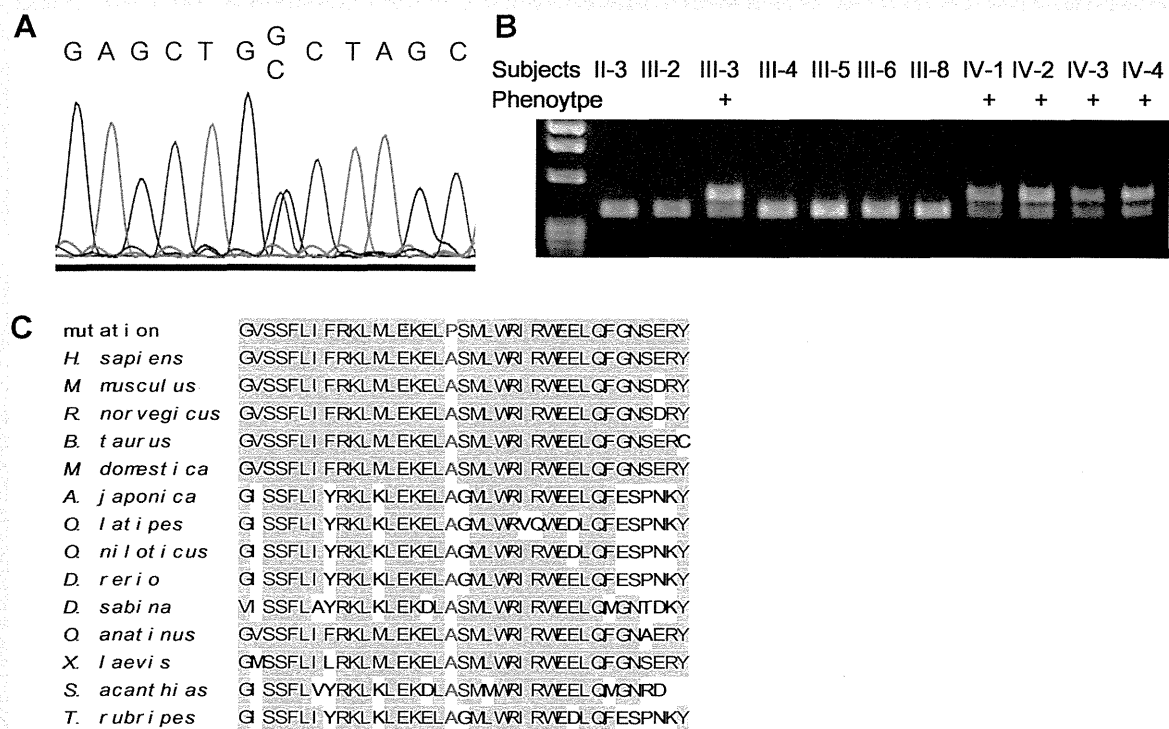 A
G A G C T G G C T A G C
C
B
Subjects II-3 III-2 III-3 III-4 III-5 III-6 III-8 IV-1 IV-2 IV-3 IV-4
Phenoytpe + + + + +
C
mutation GVSSFLIFRKLMLEKELPSMLWRIRWEELQFGNSERY
H. sapiens GVSSFLIFRKLMLEKELASMLWRIRWEELQFGNSERY
M musculus GVSSFLIFRKLMLEKELASMLWRIRWEELQFGNSDRY
R. norvegicus GVSSFLIFRKLMLEKELASMLWRIRWEELQFGNSDRY
B. taurus GVSSFLIFRKLMLEKELASMLWRIRWEELQFGNSERC
M domestica GVSSFLIFRKLMLEKELASMLWRIRWEELQFGNSERY
A. japonica GISSFLIYRKLKLEKELAGMLWRIRWEELQFESPNKY
O. latipes GISSFLIYRKLKLEKELAGMLWRVQWEDLQFESPNKY
O. niloticus GISSFLIYRKLKLEKELAGMLWRIRWEDLQFESPNKY
D. rerio GISSFLIYRKLKLEKELAGMLWRIRWEELQFESPNKY
D. sabina VISSFLAYRKLKLEKDLASMLWRIRWEELQMGNTDKY
O. anatinus GVSSFLIFRKLMLEKELASMLWRIRWEELQFGNAERY
X. laevis GMSSFLILRKLMLEKELASMLWRIRWEELQFGNSERY
S. acanthias GISSFLVYRKLKLEKDLASMMWRIRWEELQMGNRD
T. rubripes GISSFLIYRKLKLEKELAGMLWRIRWEDLQFESPNKY